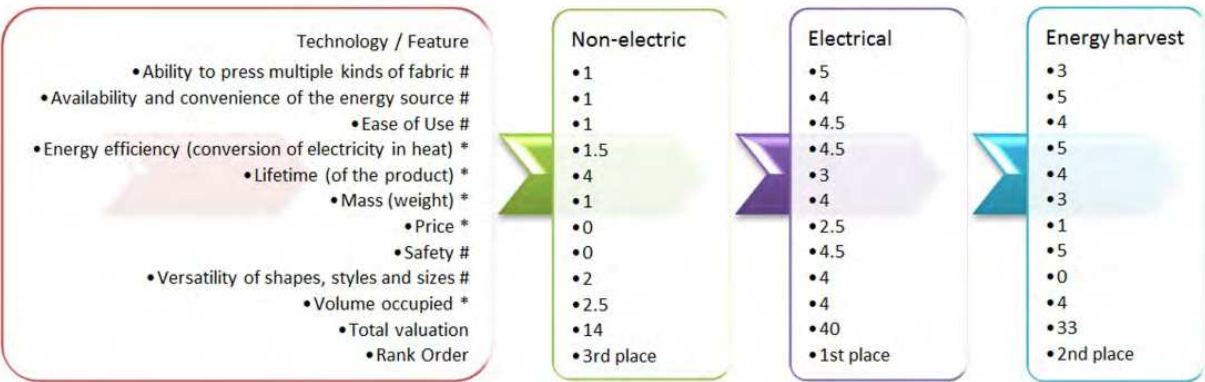 Technology / Feature
•Ability to press multiple kinds of fabric #
•Availability and convenience of the energy source #
•Ease of Use #
•Energy efficiency (conversion of electricity in heat) *
•Lifetime (of the product) *
•Mass (weight) *
•Price *
•Safety #
•Versatility of shapes, styles and sizes #
•Volume occupied *
•Total valuation
•Rank Order
Non-electric
•1
•1
•1
•1.5
•4
•1
•0
•0
•2
•2.5
•14
•3rd place
Electrical
•5
•4
•4.5
•4.5
•3
•4
•2.5
•4.5
•4
•4
•40
•1st place
Energy harvest
•3
•5
•4
•5
•4
•3
•1
•5
•0
•4
•33
•2nd place